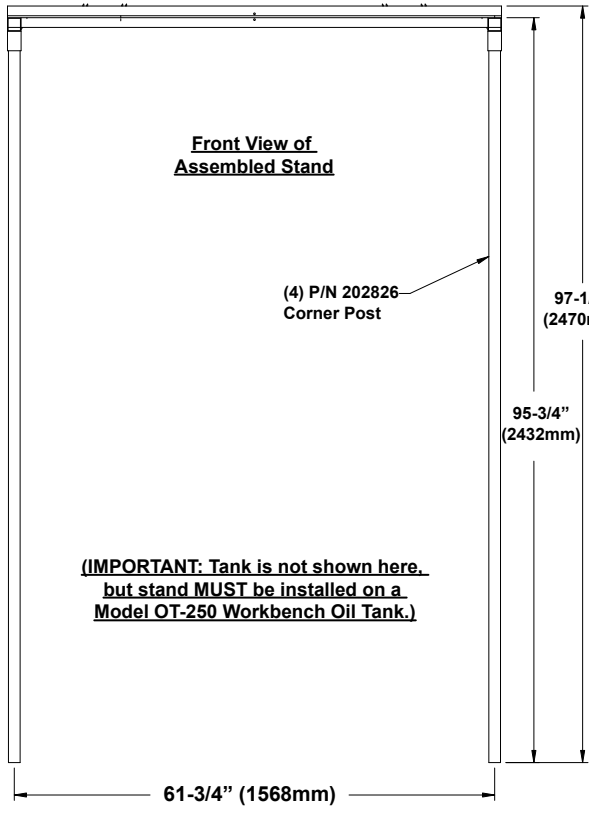 Front View of
Assembled Stand
(4) P/N 202826
Corner Post
95-3/4”
(2432mm)
(IMPORTANT: Tank is not shown here,
but stand MUST be installed on a
Model OT-250 Workbench Oil Tank.)
61-3/4” (1568mm)